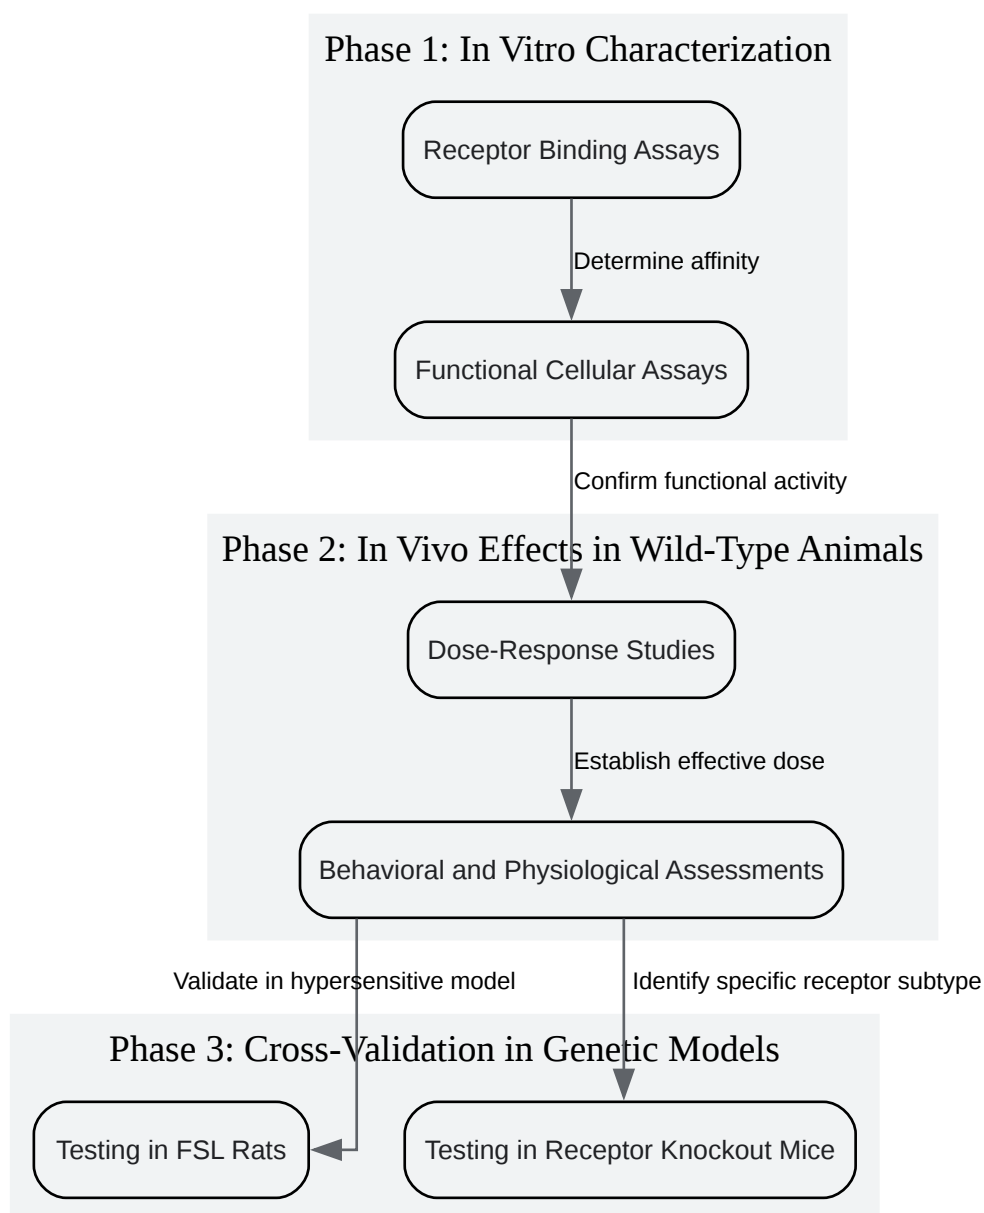 Phase 1: In Vitro Characterization
Receptor Binding Assays
Determine affinity
Functional Cellular Assays
Confirm functional activity
Phase 2: In Vivo Effects in Wild-Type Animals
Dose-Response Studies
Establish effective dose
Behavioral and Physiological Assessments
Validate in hypersensitive model
Identify specific receptor subtype
Phase 3: Cross-Validation in Genetic Models
Testing in FSL Rats
Testing in Receptor Knockout Mice